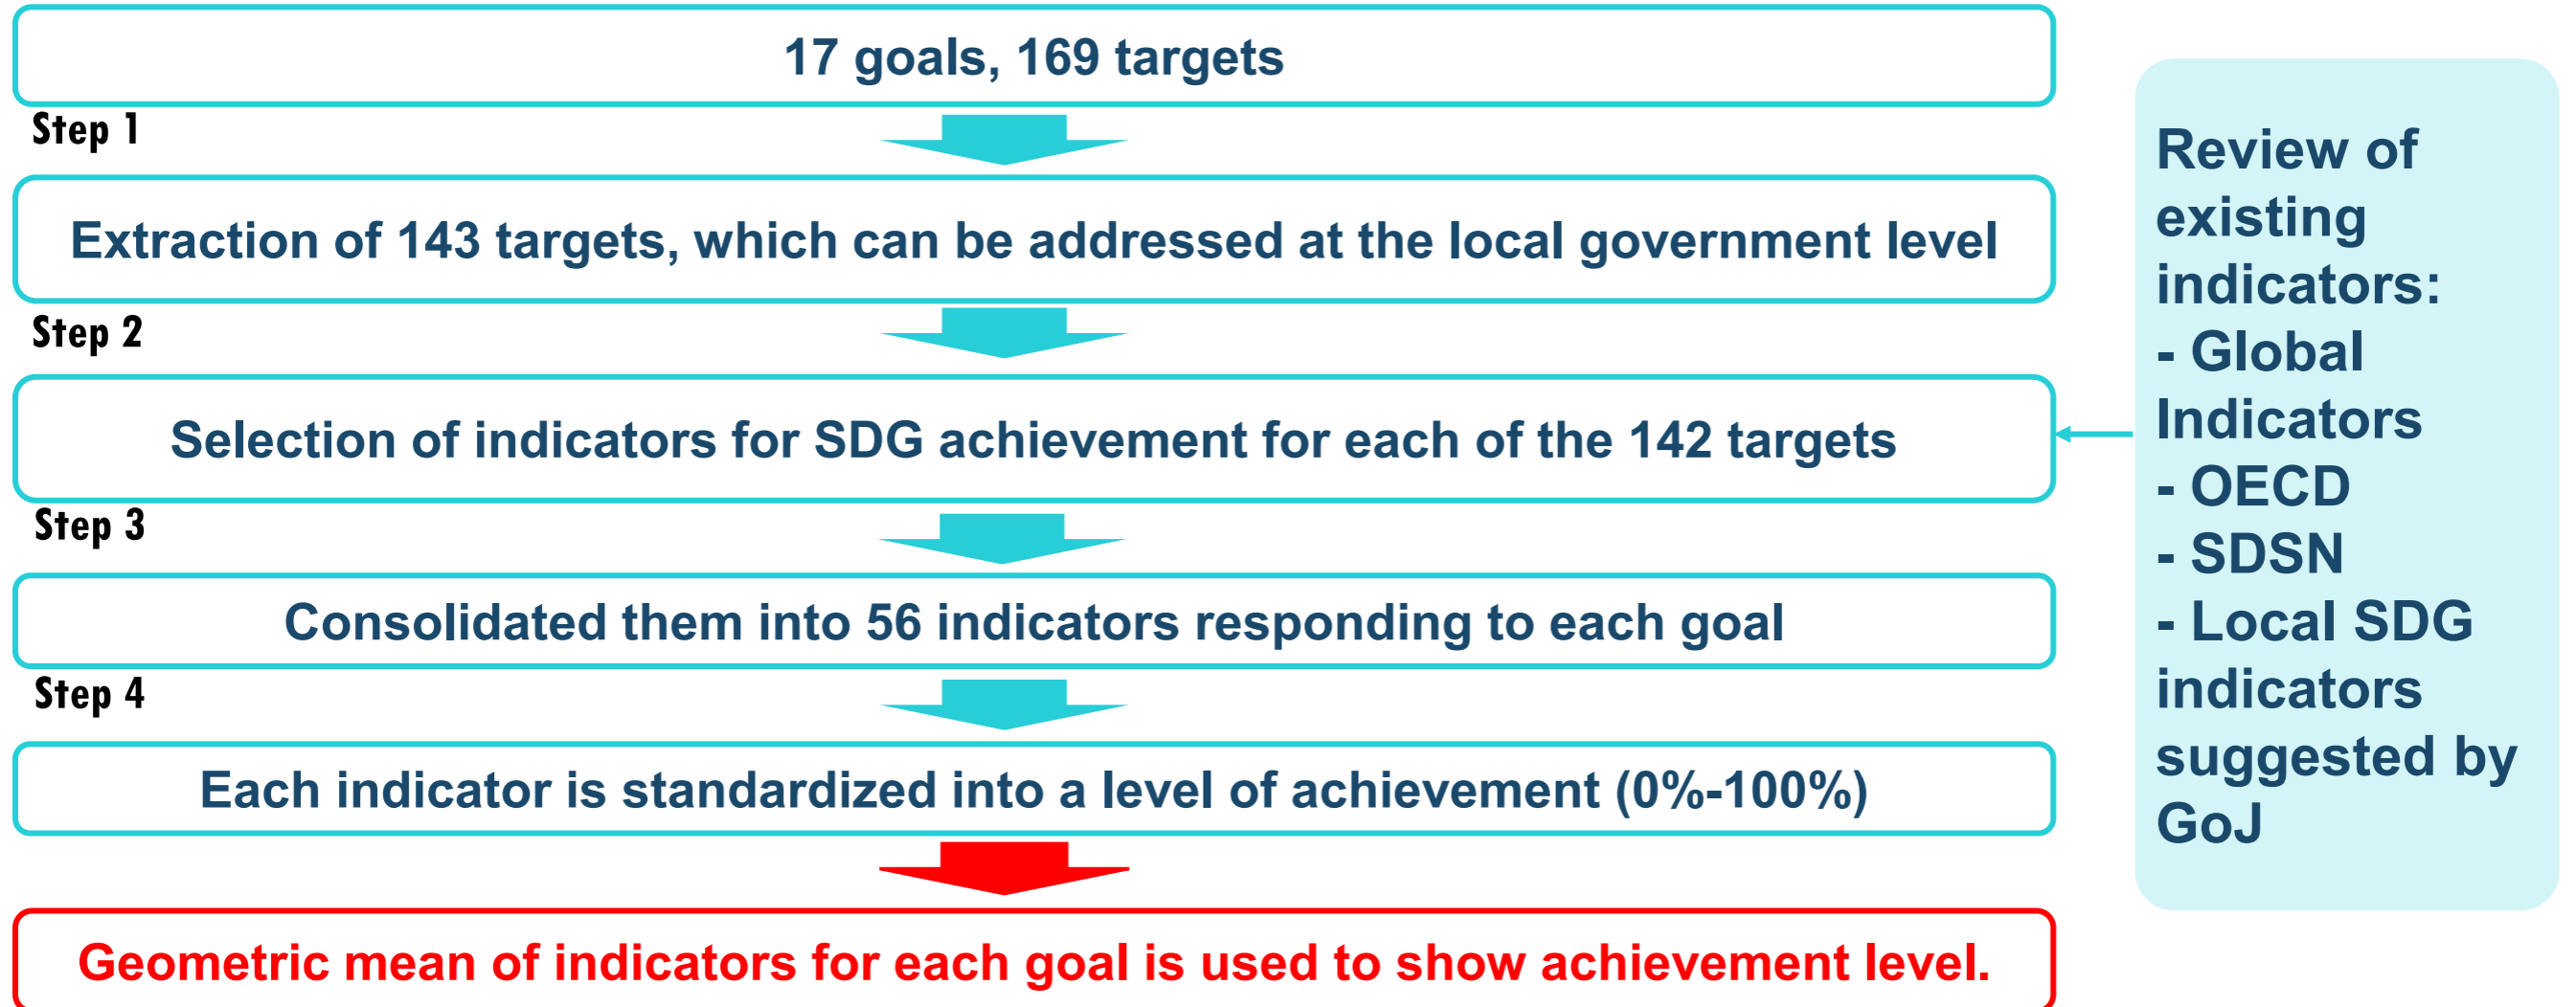 17 goals, 169 targets
Step 1
Extraction of 143 targets, which can be addressed at the local government level
Step 2
Selection of indicators for SDG achievement for each of the 142 targets
Step 3
Consolidated them into 56 indicators responding to each goal
Step 4
Each indicator is standardized into a level of achievement (0%-100%)
Geometric mean of indicators for each goal is used to show achievement level.
Review of
existing
indicators:
- Global
Indicators
- OECD
- SDSN
- Local SDG
indicators
suggested by
GoJ